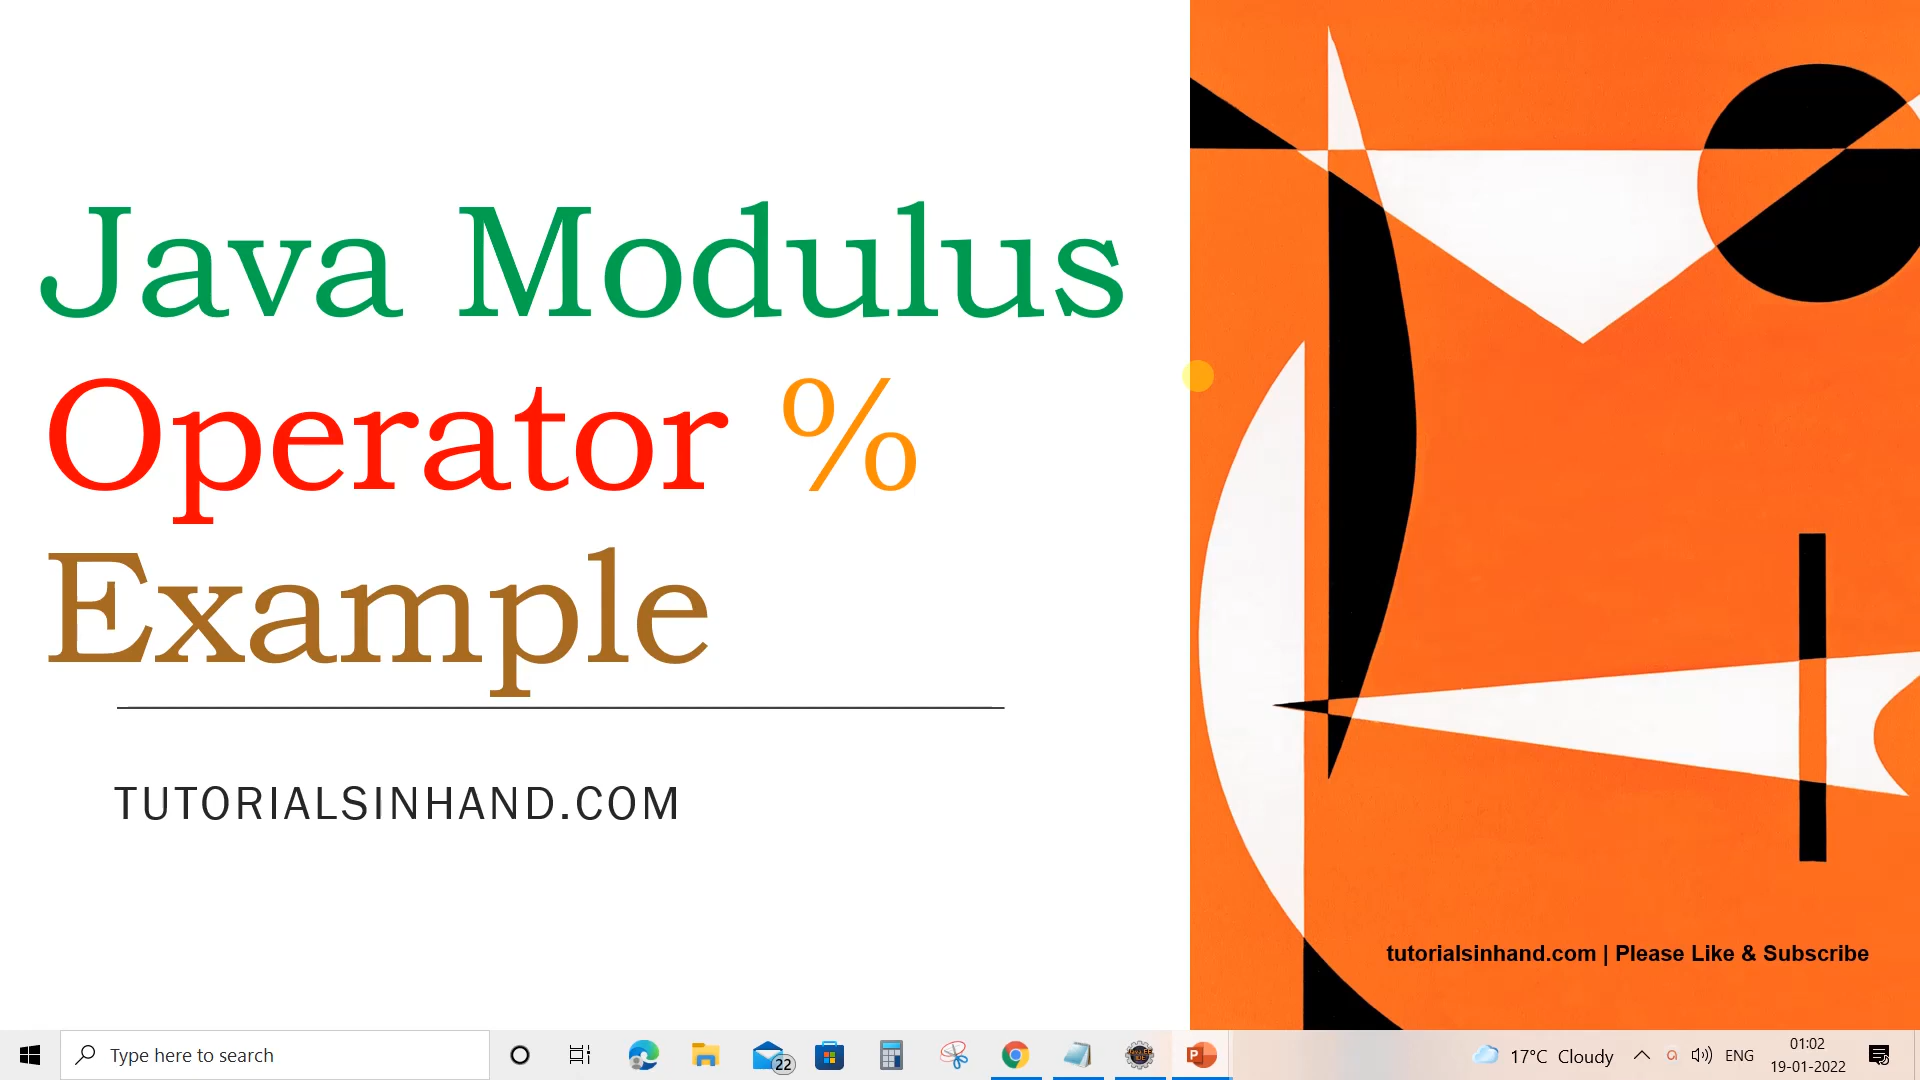 Java Modulus
Operator %
Example
TUTORIALSINHAND.COM
tutorialsinhand.com | Please Like & Subscribe
Type here to search
22
17°C Cloudy
ENG
01:02
19-01-2022